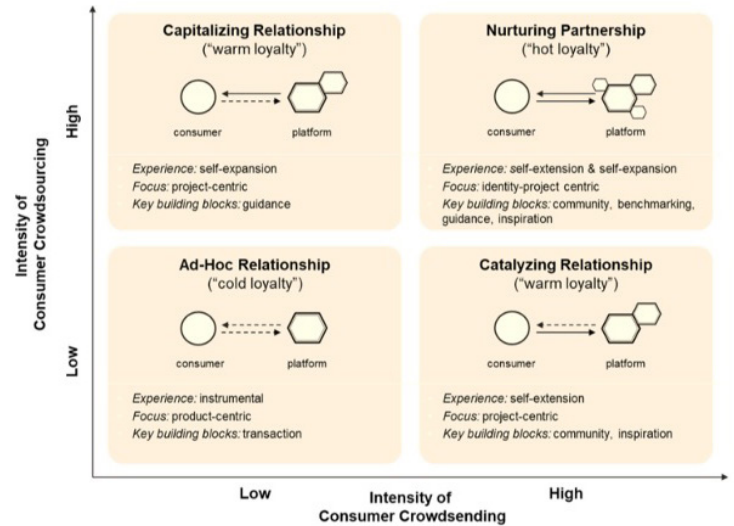 Capitalizing Relationship
(“warm loyalty”)
consumer
platform
Experience: self-expansion
Focus: project-centric
Key building blocks: guidance
Nurturing Partnership
(“hot loyalty”)
consumer
platform
Experience: self-extension & self-expansion
Focus: identity-project centric
Key building blocks: community, benchmarking,
guidance, inspiration
High
Intensity of
Consumer Crowdsourcing
Ad-Hoc Relationship
(“cold loyalty”)
consumer
platform
Experience: instrumental
Focus: product-centric
Key building blocks: transaction
Catalyzing Relationship
(“warm loyalty”)
consumer
platform
Experience: self-extension
Focus: project-centric
Key building blocks: community, inspiration
Low
Low
Intensity of
Consumer Crowdsending
High